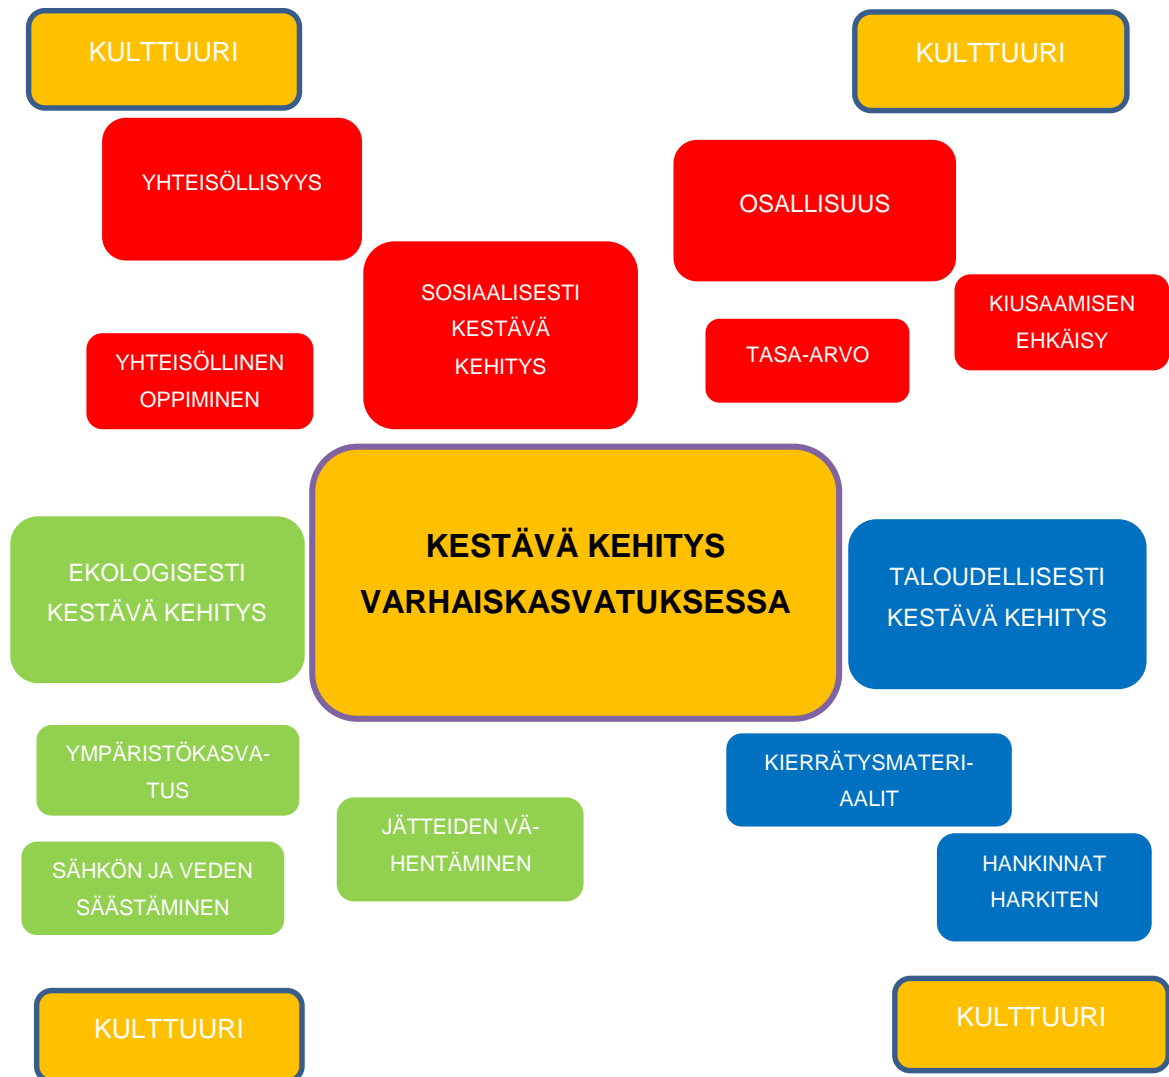 KULTTUURI
KULTTUURI
YHTEISÖLLISYYS
OSALLISUUS
SOSIAALISESTI
KESTÄVÄ
KEHITYS
KIUSAAMISEN
EHKÄISY
TASA-ARVO
YHTEISÖLLINEN
OPPIMINEN
KESTÄVÄ KEHITYS
VARHAISKASVATUKSESSA
EKOLOGISESTI
KESTÄVÄ KEHITYS
TALOUDELLISESTI
KESTÄVÄ KEHITYS
YMPÄRISTÖKASVA-
TUS
KIERRÄTYSMATERI-
AALIT
JÄTTEIDEN VÄ-
HENTÄMINEN
SÄHKÖN JA VEDEN
SÄÄSTÄMINEN
HANKINNAT
HARKITEN
KULTTUURI
KULTTUURI